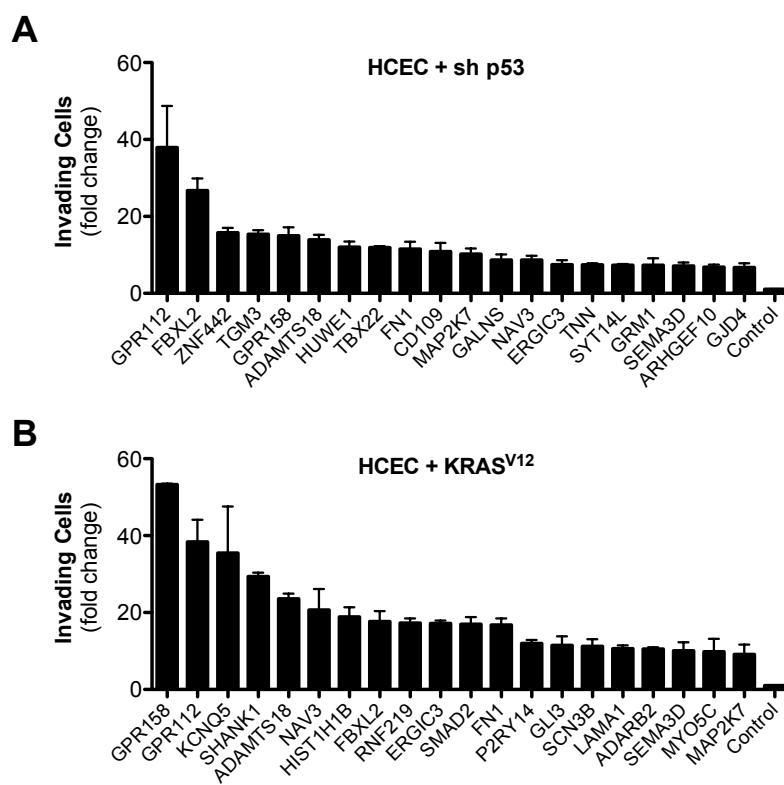 A
HCEC + sh p53
Invading Cells
(fold change)
60
40
20
0
GPR112
FBXL2
ZNF442
TGM3
GPR158
ADAMTS18
HUWE1
TBX22
FN1
CD109
MAP2K7
GALNS
NAV3
ERGIC3
TNN
SYT14L
GRM1
SEMA3D
ARHGEF10
GJD4
Control
B
HCEC + KRASV12
Invading Cells
(fold change)
60
40
20
0
GPR158
GPR112
KCNQ5
SHANK1
ADAMTS18
NAV3
HIST1H1B
FBXL2
RNF219
ERGIC3
SMAD2
FN1
P2RY14
GLI3
SCN3B
LAMA1
ADARB2
SEMA3D
MYO5C
MAP2K7
Control